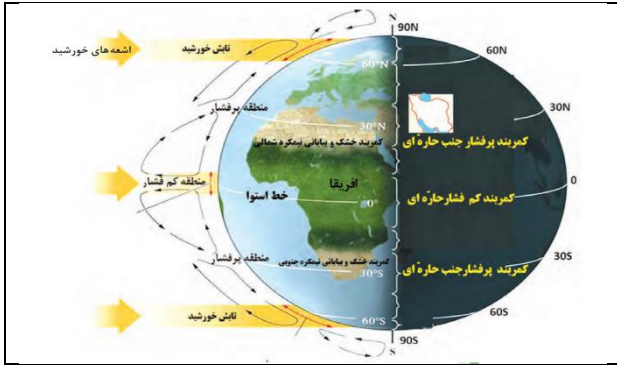 N
90N
اشعه های خورشید
تابش خورشید
60°N
60N
منطقه پرفشار
30°N
30N
کمربند خشک و بیابانی نیمکره شمالی
کمربند پرفشار جنب حاره ای
منطقه کم فشار
خط استوا
افریقا
0°
کمربند کم فشار حاره ای
0
منطقه پرفشار
کمربند خشک و بیابانی نیمکره جنوبی
کمربند پرفشار جنب حاره ای
30°S
30S
تابش خورشید
60°S
60S
90S
S